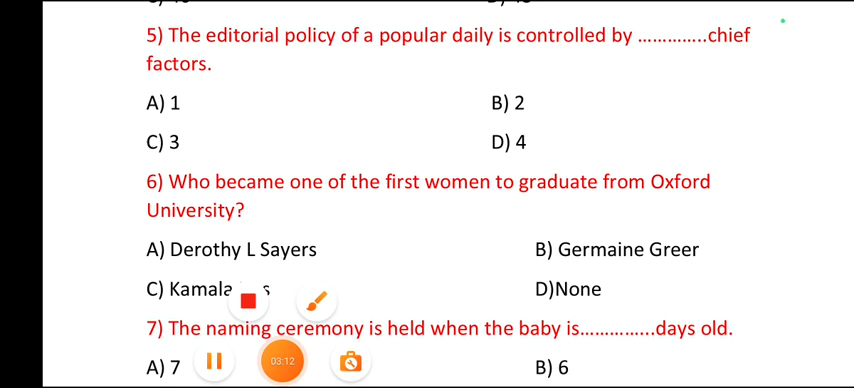 5) The editorial policy of a popular daily is controlled by …………..chief
factors.
A) 1 B) 2
C) 3 D) 4
6) Who became one of the first women to graduate from Oxford
University?
A) Derothy L Sayers B) Germaine Greer
C) Kamala D)None
7) The naming ceremony is held when the baby is…………...days old.
03:12
A) 7 B) 6